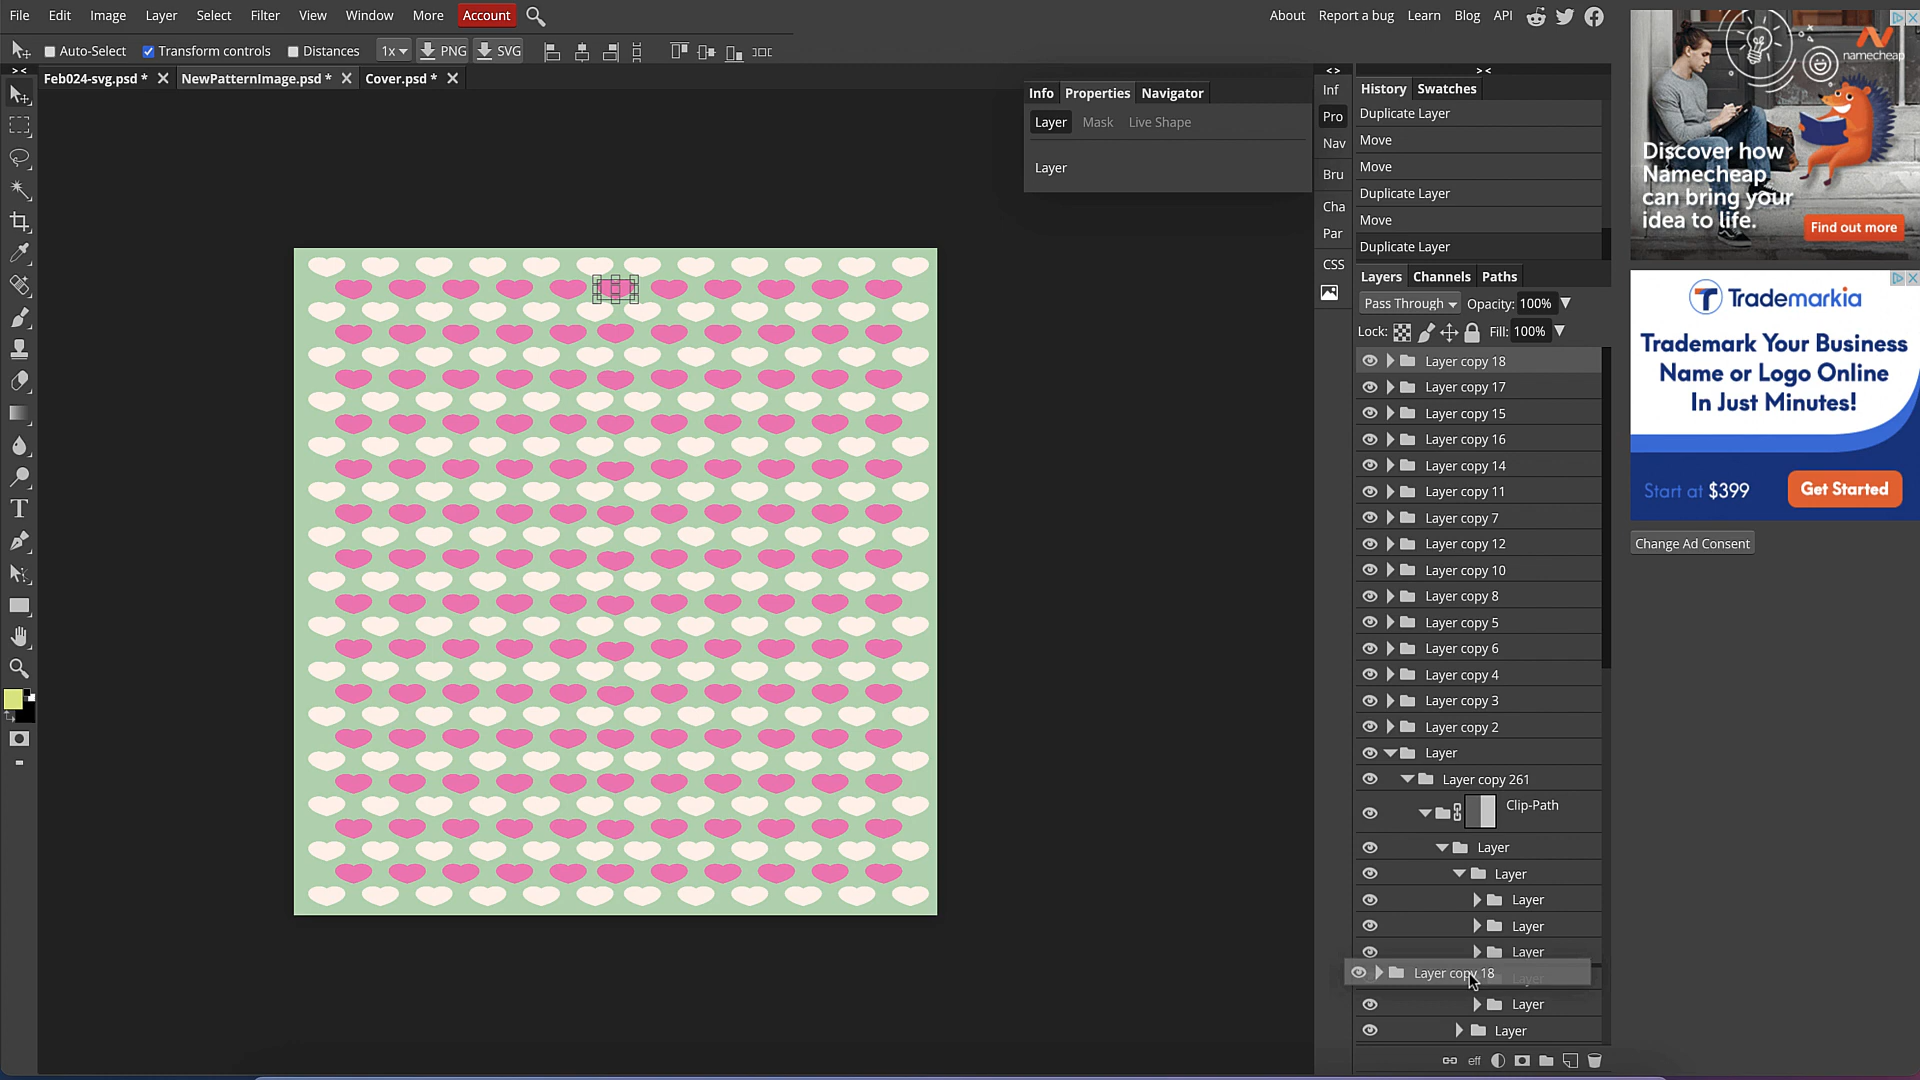 File Edit Image Layer Select Filter View Window More Account
About Report a bug Learn Blog API
Auto-Select Transform controls Distances 1x PNG SVG
Feb024-svg.psd * NewPatternImage.psd * Cover.psd *
Info Properties Navigator
Layer Mask Live Shape
Layer
Inf
Pro
Nav
Bru
Cha
Par
CSS
History Swatches
Duplicate Layer
Move
Move
Duplicate Layer
Move
Duplicate Layer
Layers Channels Paths
Pass Through Opacity: 100%
Lock: Fill: 100%
Layer copy 18
Layer copy 17
Layer copy 15
Layer copy 16
Layer copy 14
Layer copy 11
Layer copy 7
Layer copy 12
Layer copy 10
Layer copy 8
Layer copy 5
Layer copy 6
Layer copy 4
Layer copy 3
Layer copy 2
Layer
Layer copy 261
Clip-Path
Layer
Layer
Layer
Layer
Layer
Layer copy 18
Layer
Layer
Layer
eff
namecheap
Discover how
Namecheap
can bring your
idea to life.
Find out more
Trademarkia
Trademark Your Business
Name or Logo Online
In Just Minutes!
Start at $399
Get Started
Change Ad Consent